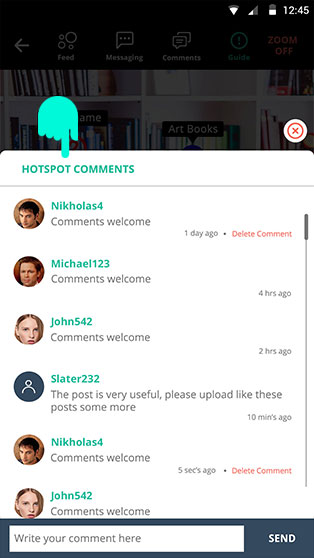 12:45
Feed
Messaging
Comments
Guide
ZOOM
OFF
ame
Art Books
HOTSPOT COMMENTS
Nikholas4
Comments welcome
1 day ago • Delete Comment
Michael123
Comments welcome
4 hrs ago
John542
Comments welcome
2 hrs ago
Slater232
The post is very useful, please upload like these
posts some more
10 min's ago
Nikholas4
Comments welcome
5 sec's ago • Delete Comment
John542
Comments welcome
Write your comment here
SEND